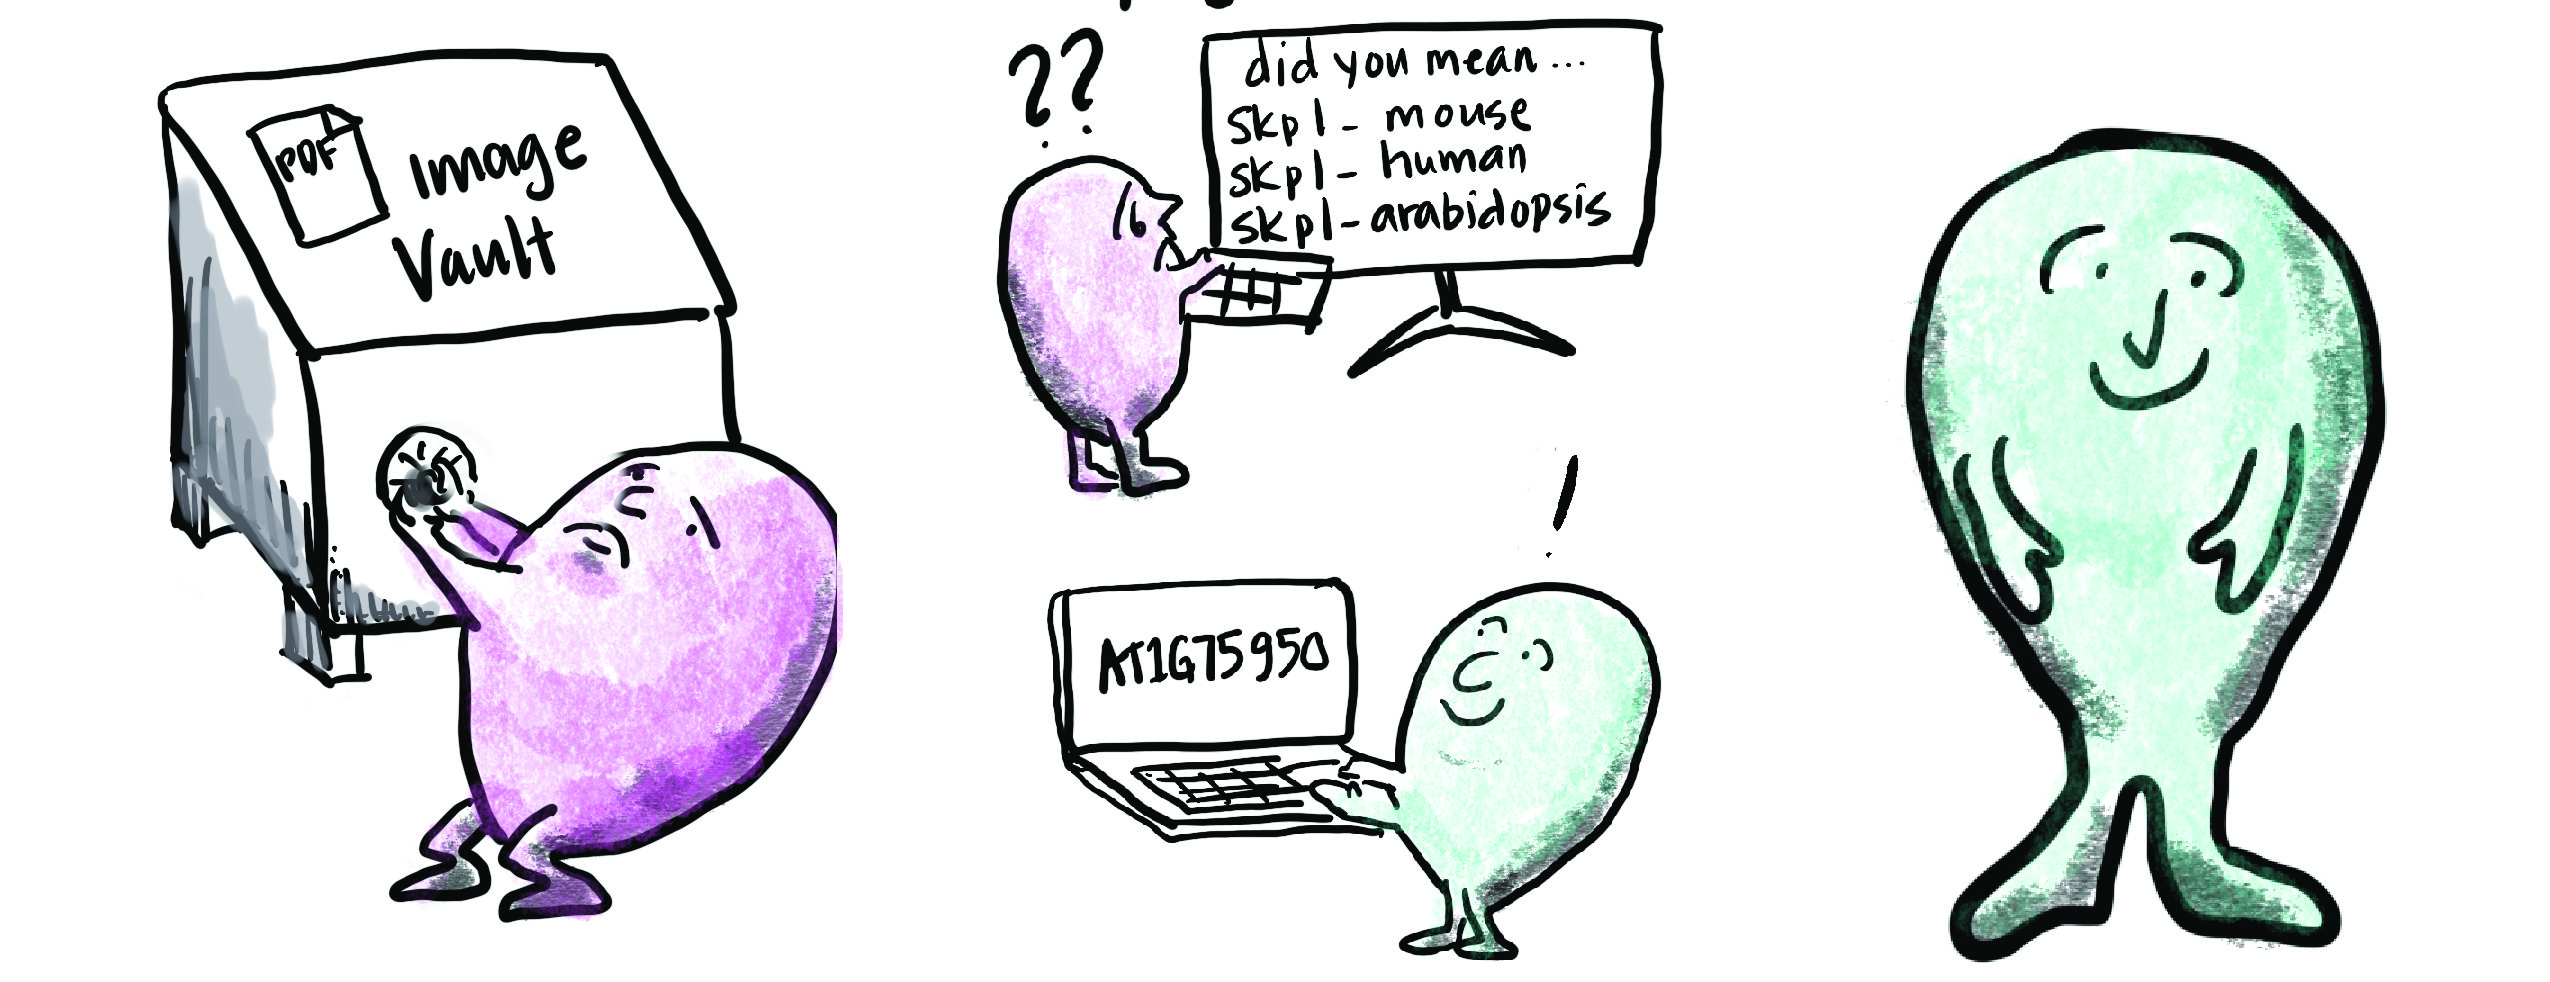 PDF
Image
Vault
??
did you mean...
skp1 - mouse
skp1 - human
skp1 - arabidopsis
!
AT1G75950